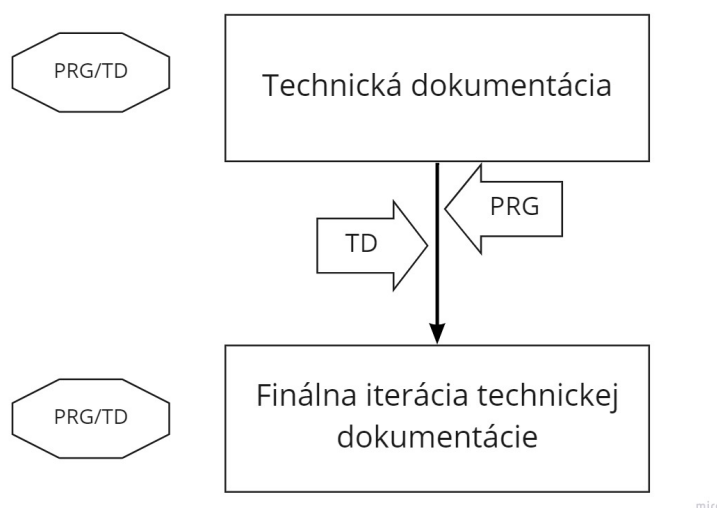 PRG/TD
Technická dokumentácia
PRG
TD
PRG/TD
Finálna iterácia technickej
dokumentácie